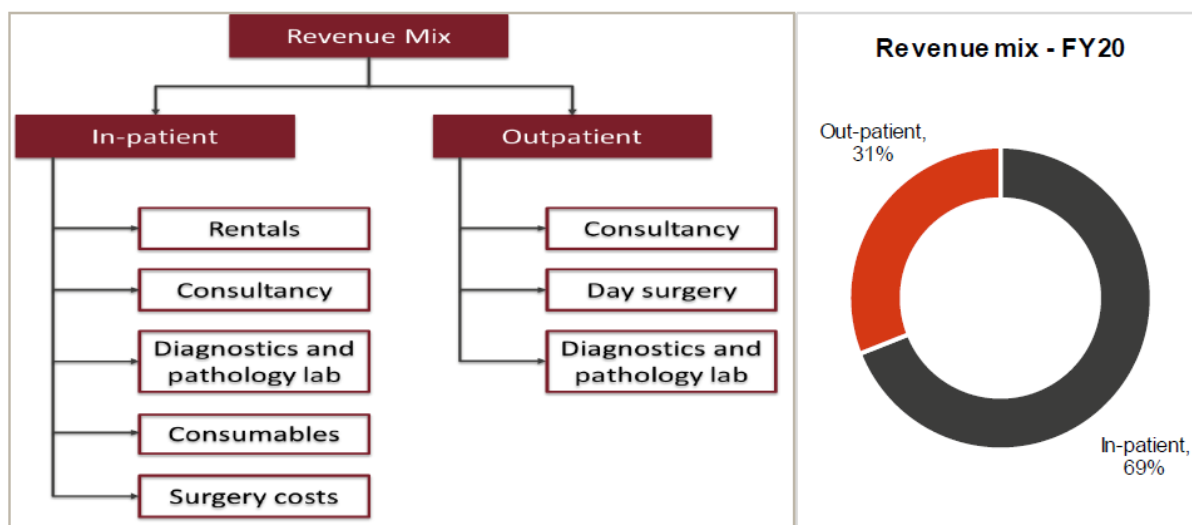 Revenue Mix
In-patient
Rentals
Consultancy
Diagnostics and
pathology lab
Consumables
Surgery costs
Outpatient
Consultancy
Day surgery
Diagnostics and
pathology lab
Revenue mix - FY20
Out-patient,
31%
In-patient,
69%